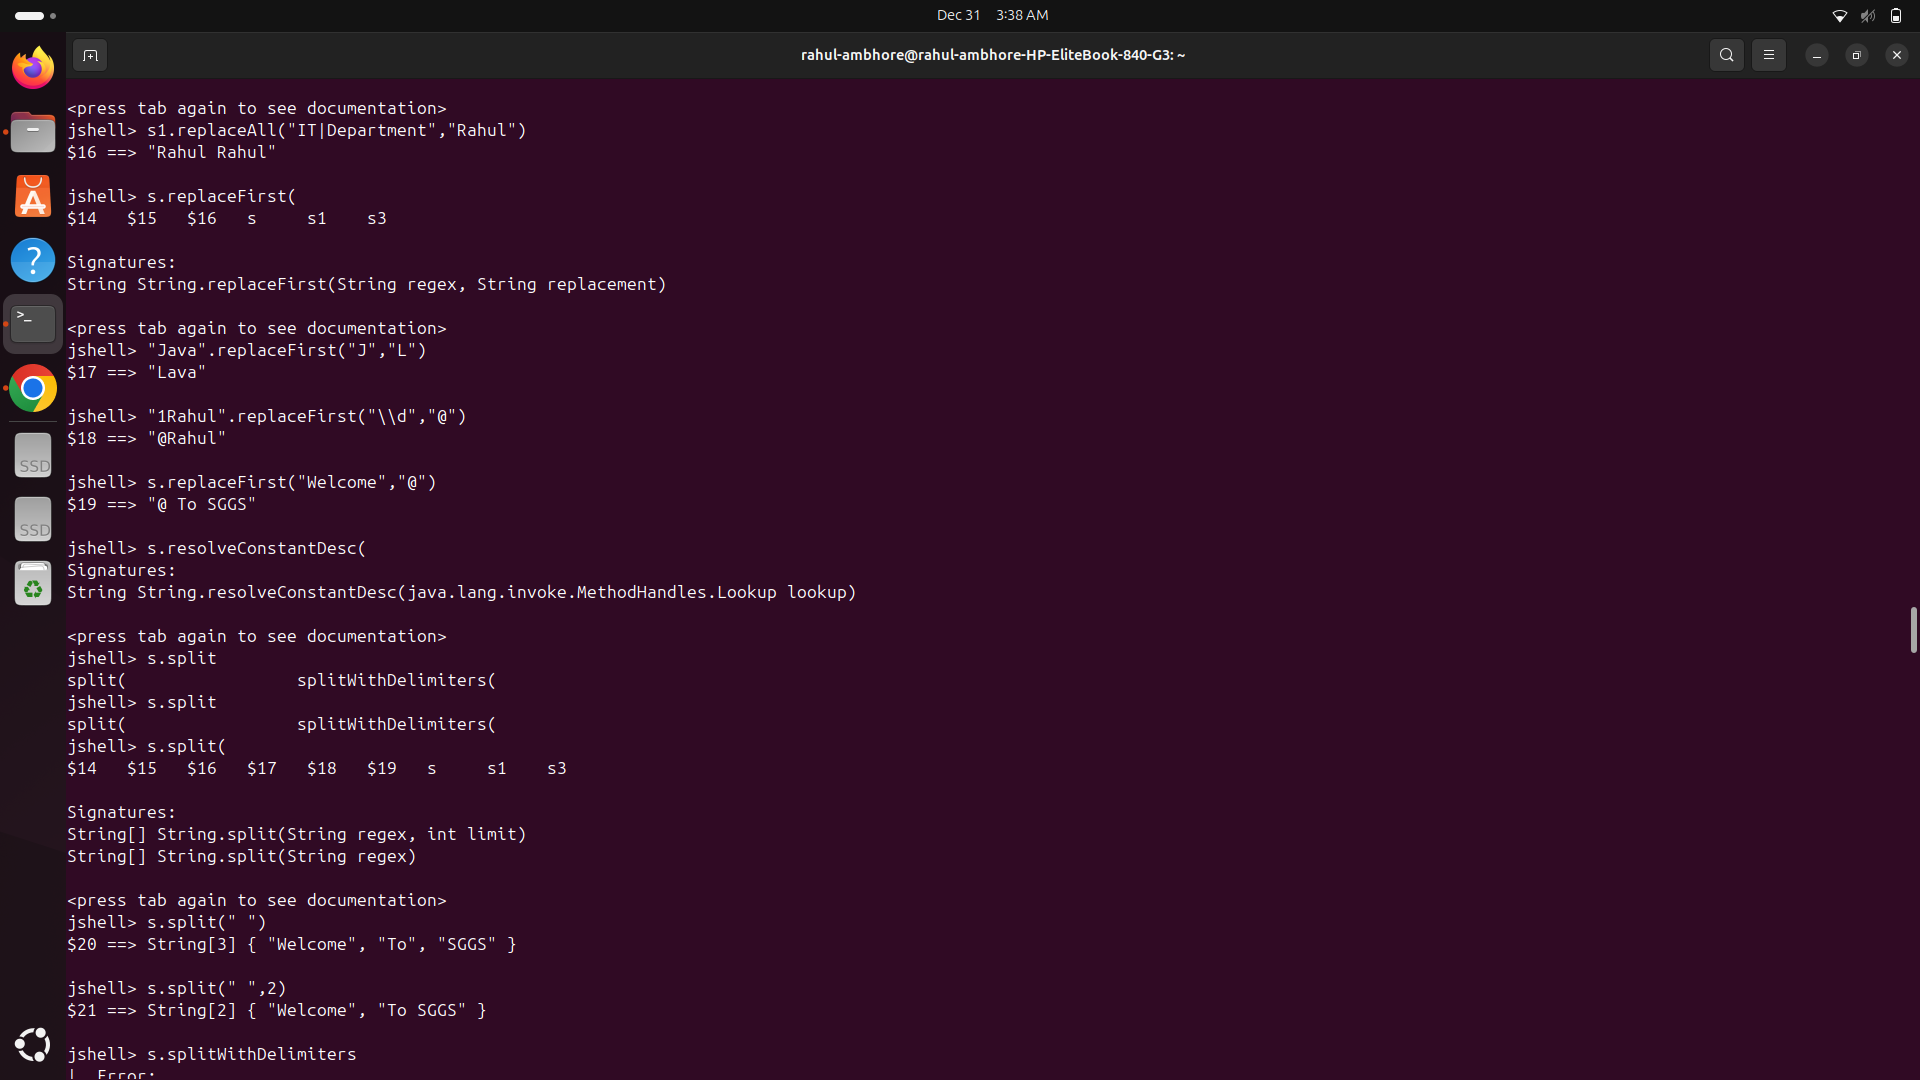 Dec 31 3:38 AM
rahul-ambhore@rahul-ambhore-HP-EliteBook-840-G3: ~
<press tab again to see documentation>
jshell> s1.replaceAll("IT|Department","Rahul")
$16 ==> "Rahul Rahul"
jshell> s.replaceFirst(
$14   $15   $16   s     s1    s3
Signatures:
String String.replaceFirst(String regex, String replacement)
<press tab again to see documentation>
jshell> "Java".replaceFirst("J","L")
$17 ==> "Lava"
jshell> "1Rahul".replaceFirst("\\d","@")
$18 ==> "@Rahul"
jshell> s.replaceFirst("Welcome","@")
$19 ==> "@ To SGGS"
jshell> s.resolveConstantDesc(
Signatures:
String String.resolveConstantDesc(java.lang.invoke.MethodHandles.Lookup lookup)
<press tab again to see documentation>
jshell> s.split
split(                 splitWithDelimiters(
jshell> s.split
split(                 splitWithDelimiters(
jshell> s.split(
$14   $15   $16   $17   $18   $19   s     s1    s3
Signatures:
String[] String.split(String regex, int limit)
String[] String.split(String regex)
<press tab again to see documentation>
jshell> s.split(" ")
$20 ==> String[3] { "Welcome", "To", "SGGS" }
jshell> s.split(" ",2)
$21 ==> String[2] { "Welcome", "To SGGS" }
jshell> s.splitWithDelimiters
|  Error:
SSD
SSD